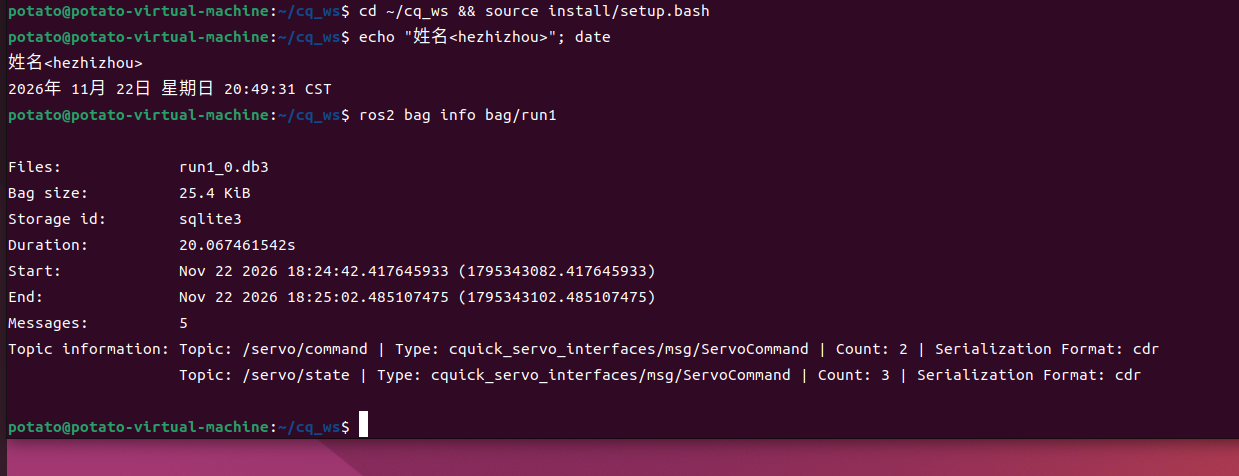 potato@potato-virtual-machine:~/cq_ws$ cd ~/cq_ws && source install/setup.bash
potato@potato-virtual-machine:~/cq_ws$ echo "姓名<hezhizhou>"; date
姓名<hezhizhou>
2026年 11月 22日 星期日 20:49:31 CST
potato@potato-virtual-machine:~/cq_ws$ ros2 bag info bag/run1
Files:             run1_0.db3
Bag size:          25.4 KiB
Storage id:        sqlite3
Duration:          20.067461542s
Start:             Nov 22 2026 18:24:42.417645933 (1795343082.417645933)
End:               Nov 22 2026 18:25:02.485107475 (1795343102.485107475)
Messages:          5
Topic information: Topic: /servo/command | Type: cquick_servo_interfaces/msg/ServoCommand | Count: 2 | Serialization Format: cdr
                   Topic: /servo/state | Type: cquick_servo_interfaces/msg/ServoCommand | Count: 3 | Serialization Format: cdr
potato@potato-virtual-machine:~/cq_ws$